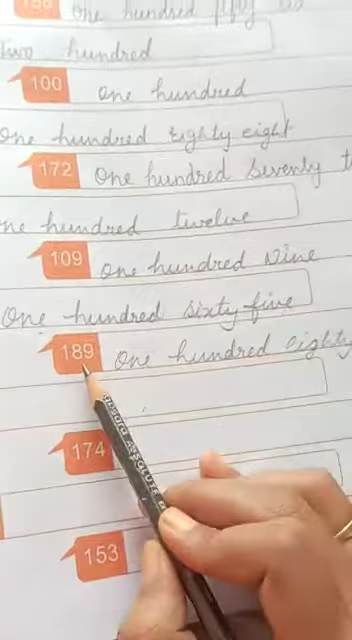 one hundred fifty
Two hundred
100 one hundred
one hundred eighty eight
172 one hundred seventy
one hundred twelve
109 one hundred nine
One hundred sixty five
189 one hundred eighty
174
153